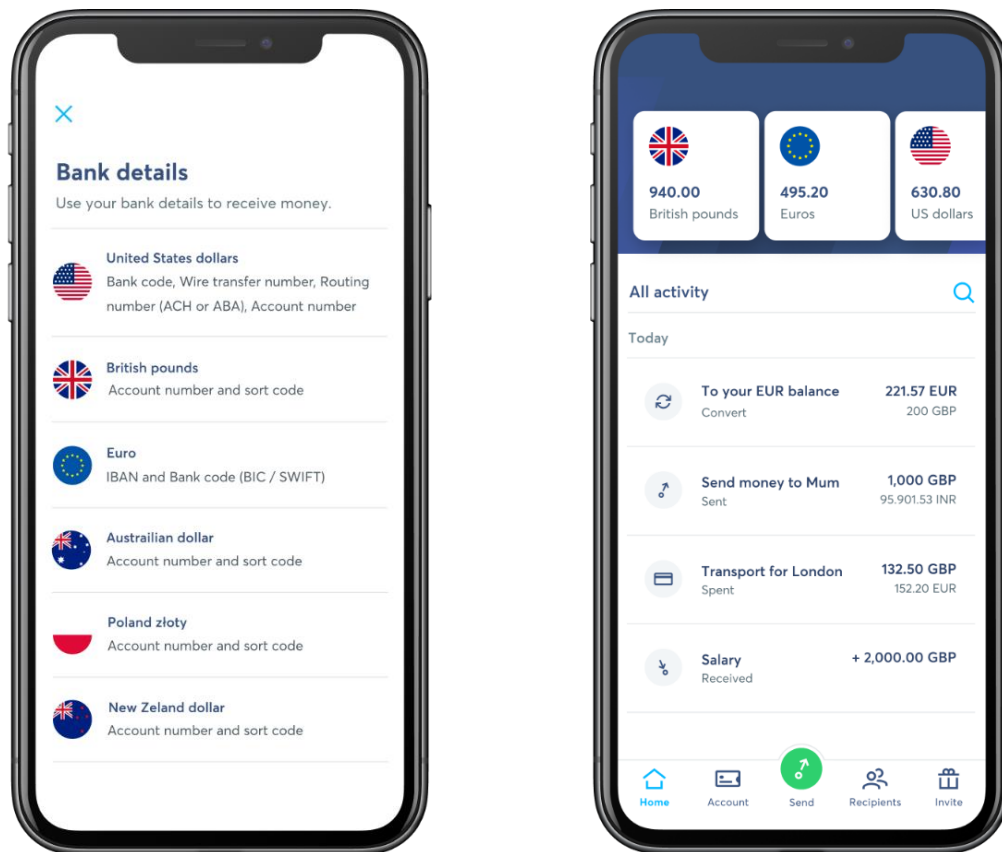 Bank details
Use your bank details to receive money.
United States dollars
Bank code, Wire transfer number, Routing
number (ACH or ABA), Account number
British pounds
Account number and sort code
Euro
IBAN and Bank code (BIC / SWIFT)
Austrailian dollar
Account number and sort code
Poland złoty
Account number and sort code
New Zeland dollar
Account number and sort code
940.00
British pounds
495.20
Euros
630.80
US dollars
All activity
Today
To your EUR balance
221.57 EUR
Convert
200 GBP
Send money to Mum
1,000 GBP
Sent
95.901.53 INR
Transport for London
132.50 GBP
Spent
152.20 EUR
Salary
+ 2,000.00 GBP
Received
Home
Account
Send
Recipients
Invite